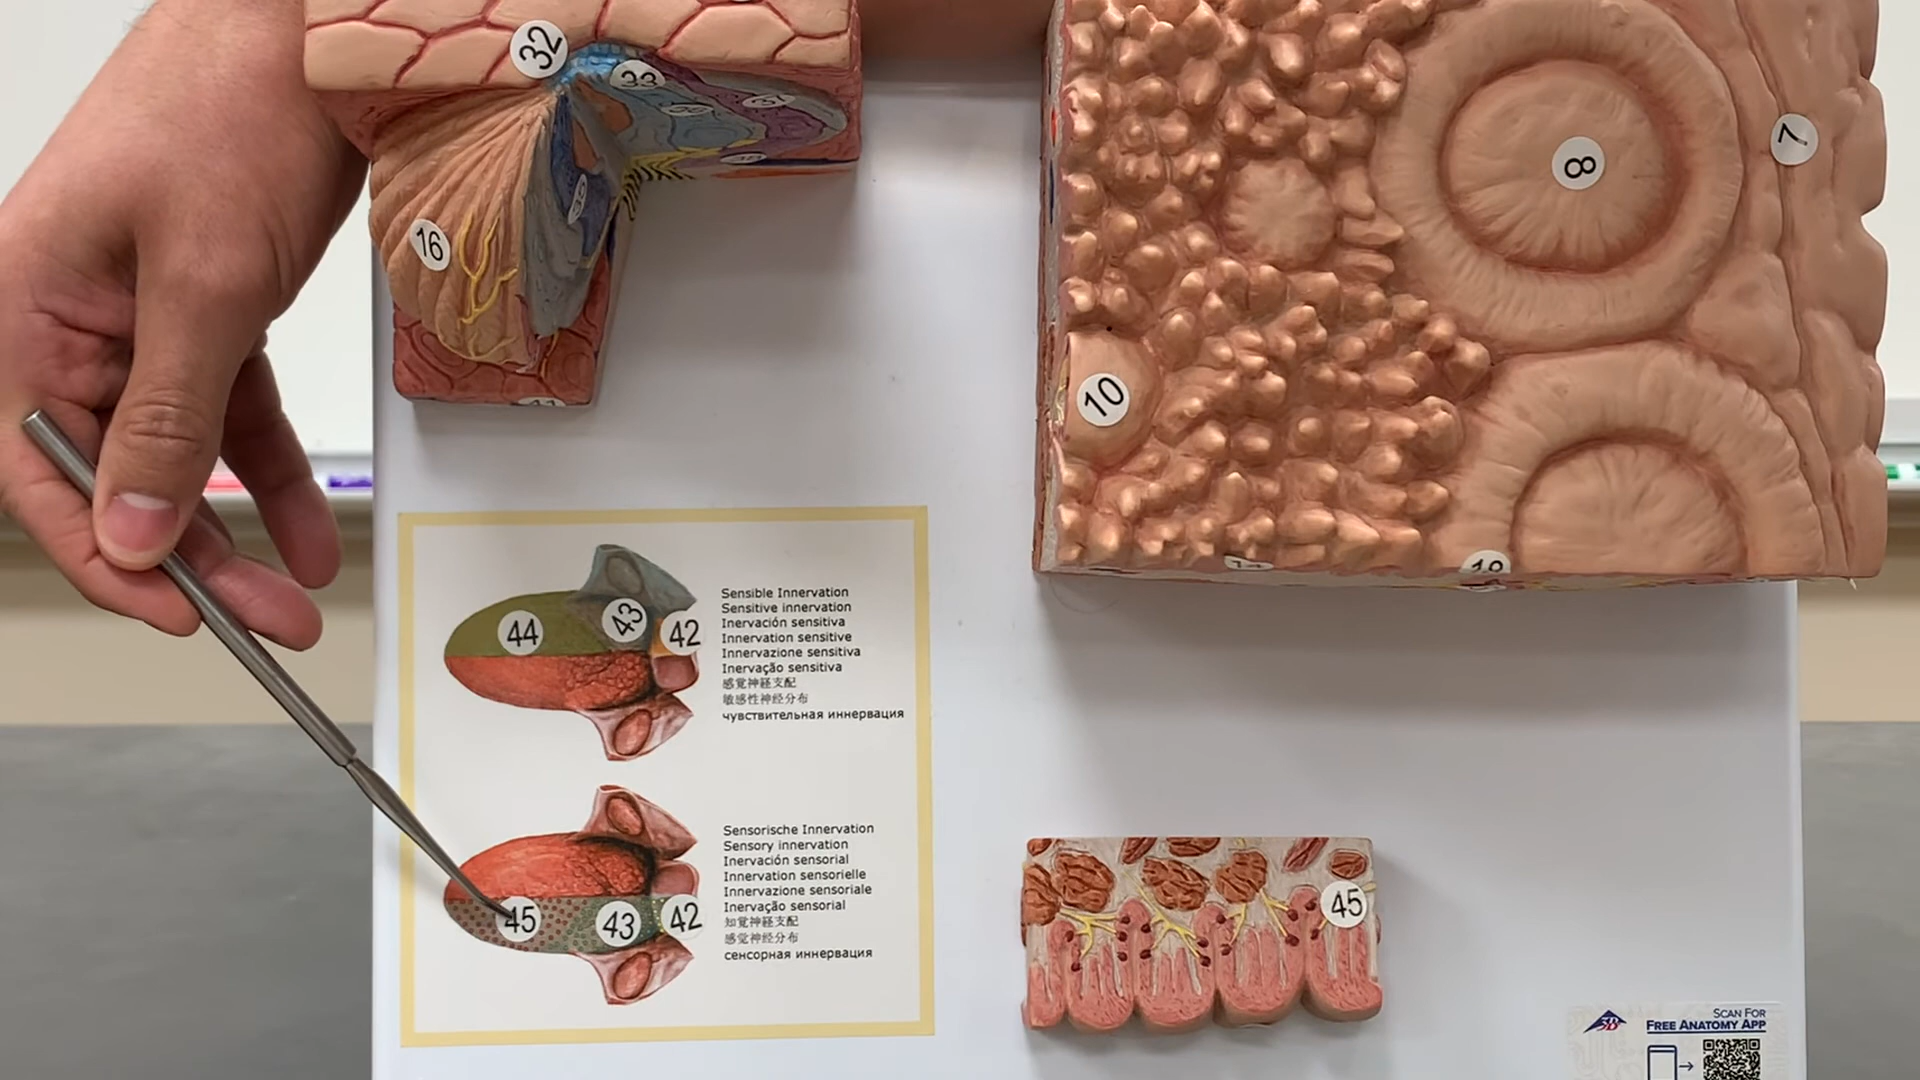 32
33
16
8
7
10
44
43
42
Sensible Innervation
Sensitive innervation
Inervación sensitiva
Innervation sensitive
Innervazione sensitiva
Inervação sensitiva
感覚神経支配
敏感性神经分布
чувствительная иннервация
45
43
42
Sensorische Innervation
Sensory innervation
Inervación sensorial
Innervation sensorielle
Innervazione sensoriale
Inervação sensorial
知覚神経支配
感觉神经分布
сенсорная иннервация
45
SCAN FOR
FREE ANATOMY APP